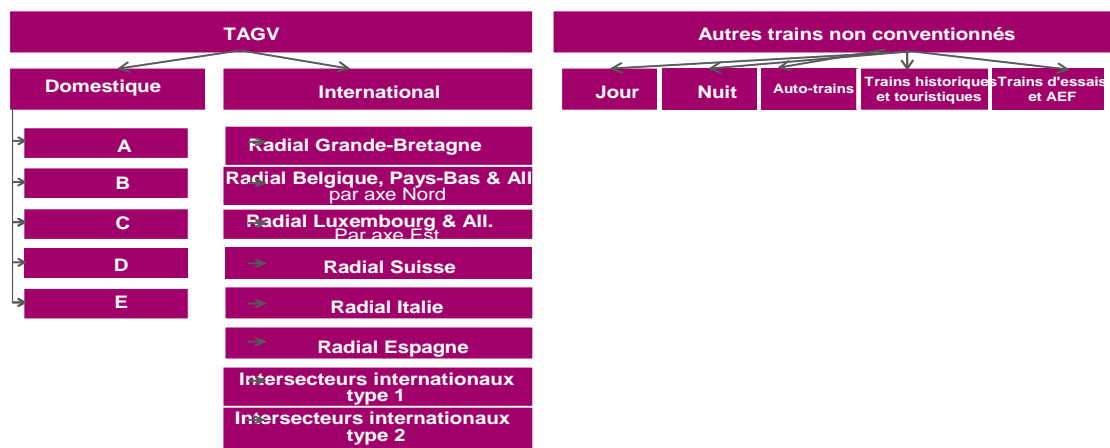 TAGV
Domestique
A
B
C
D
E
International
Radial Grande-Bretagne
Radial Belgique, Pays-Bas & All
par axe Nord
Radial Luxembourg & All.
Par axe Est
Radial Suisse
Radial Italie
Radial Espagne
Intersecteurs internationaux
type 1
Intersecteurs internationaux
type 2
Autres trains non conventionnés
Jour
Nuit
Auto-trains
Trains historiques
et touristiques
Trains d'essais
et AEF